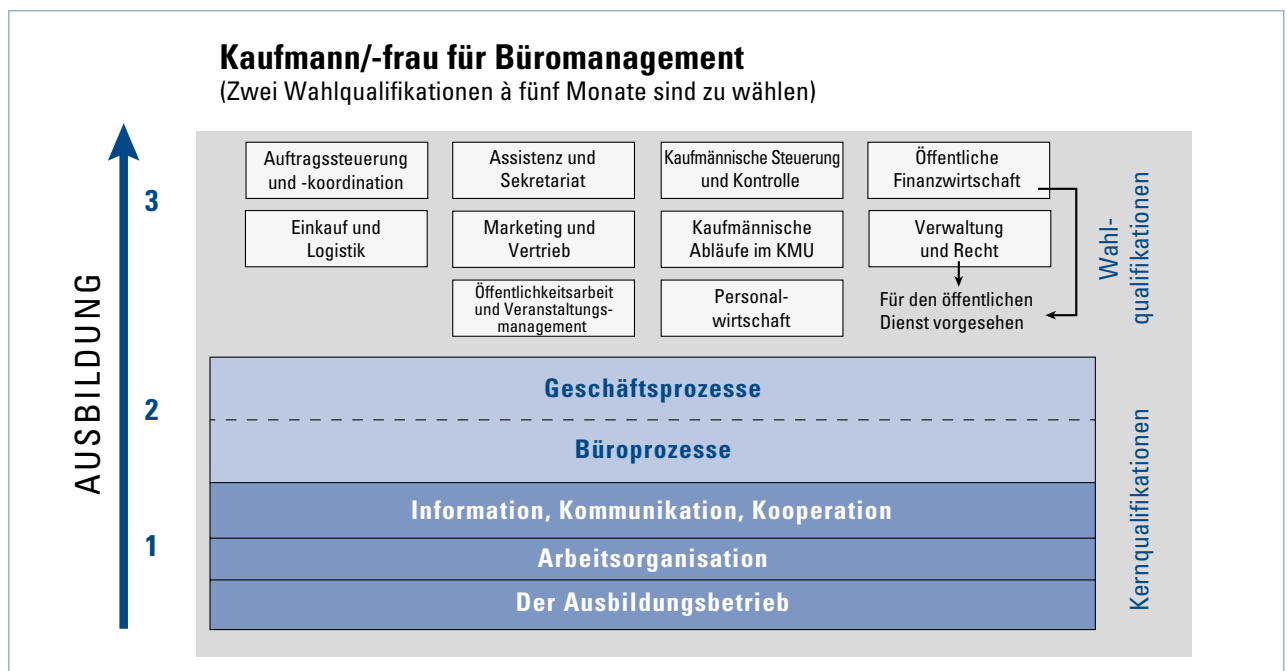 Kaufmann/-frau für Büromanagement
(Zwei Wahlqualifikationen à fünf Monate sind zu wählen)
AUSBILDUNG
3
Auftragssteuerung
und -koordination
Assistenz und
Sekretariat
Kaufmännische Steuerung
und Kontrolle
Öffentliche
Finanzwirtschaft
Einkauf und
Logistik
Marketing und
Vertrieb
Kaufmännische
Abläufe im KMU
Verwaltung
und Recht
Öffentlichkeitsarbeit
und Veranstaltungs-
management
Personal-
wirtschaft
Für den öffentlichen
Dienst vorgesehen
Wahl-
qualifikationen
2
Geschäftsprozesse
Büroprozesse
1
Information, Kommunikation, Kooperation
Arbeitsorganisation
Der Ausbildungsbetrieb
Kernqualifikationen